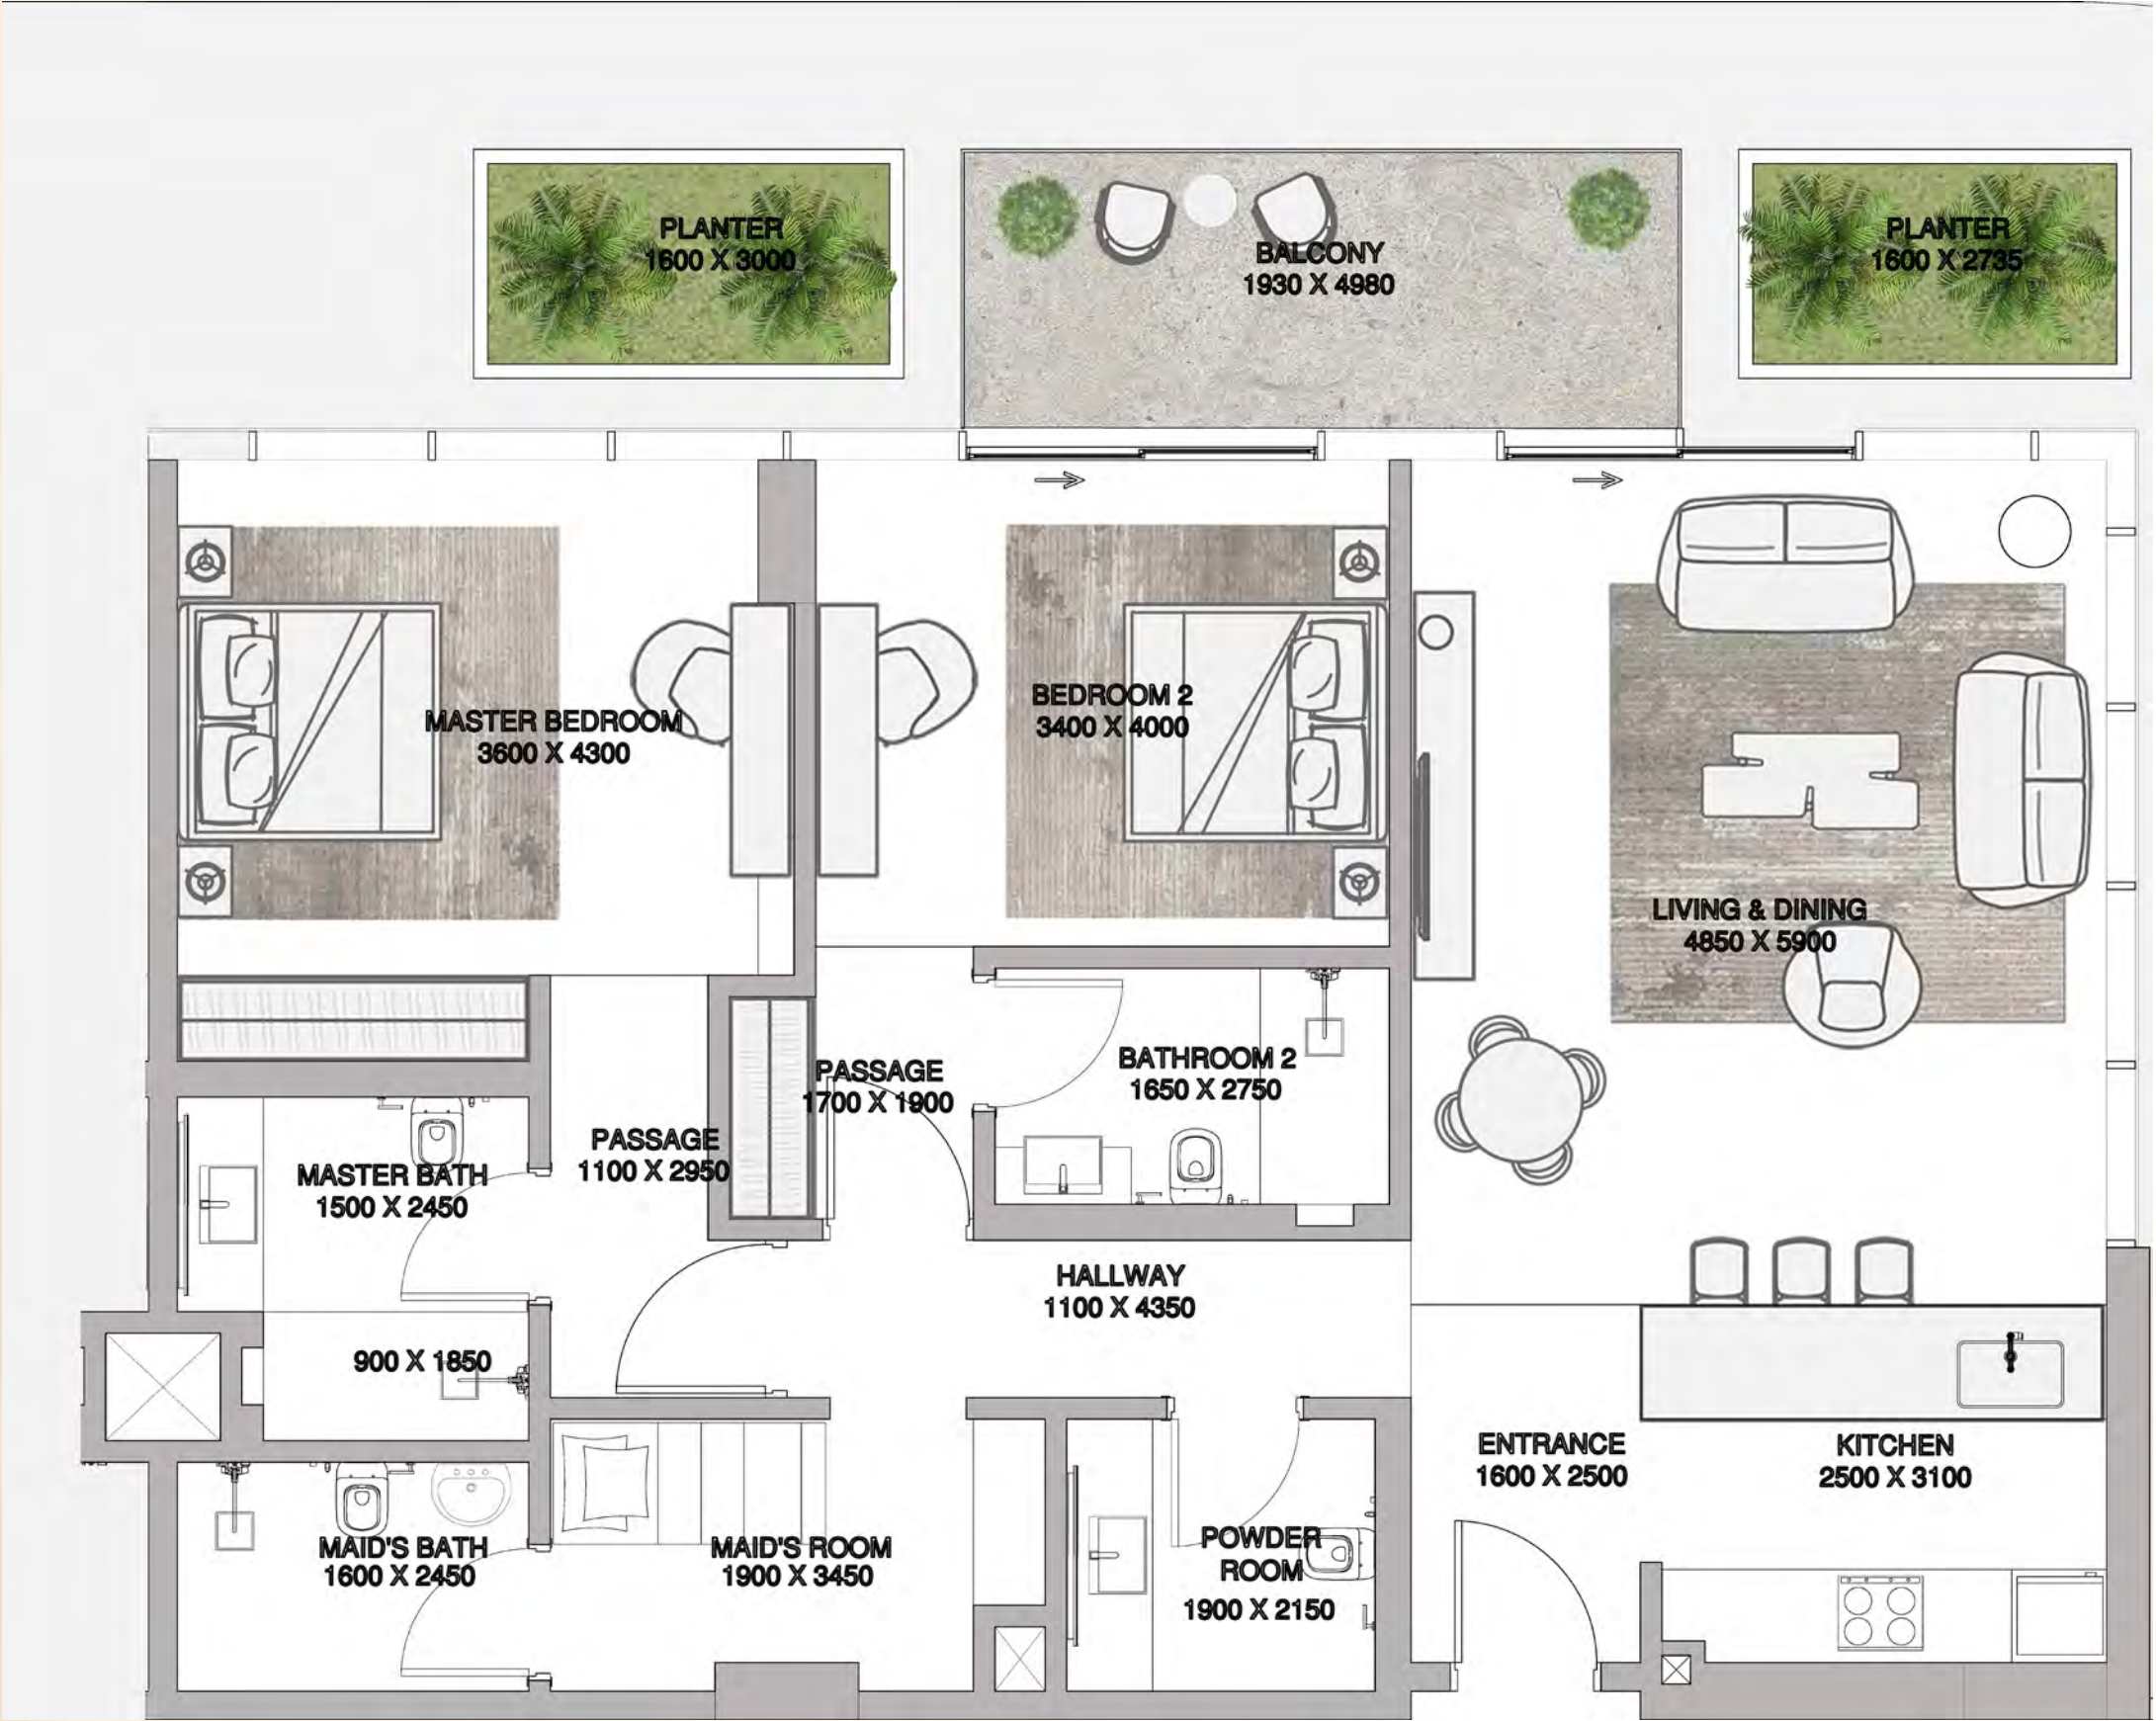 PLANTER
1600 X 3000
BALCONY
1930 X 4980
PLANTER
1600 X 2735
MASTER BEDROOM
3600 X 4300
BEDROOM 2
3400 X 4000
LIVING & DINING
4850 X 5900
PASSAGE
1700 X 1900
BATHROOM 2
1650 X 2750
PASSAGE
1100 X 2950
MASTER BATH
1500 X 2450
HALLWAY
1100 X 4350
900 X 1850
ENTRANCE
1600 X 2500
KITCHEN
2500 X 3100
MAID'S BATH
1600 X 2450
MAID'S ROOM
1900 X 3450
POWDER
ROOM
1900 X 2150